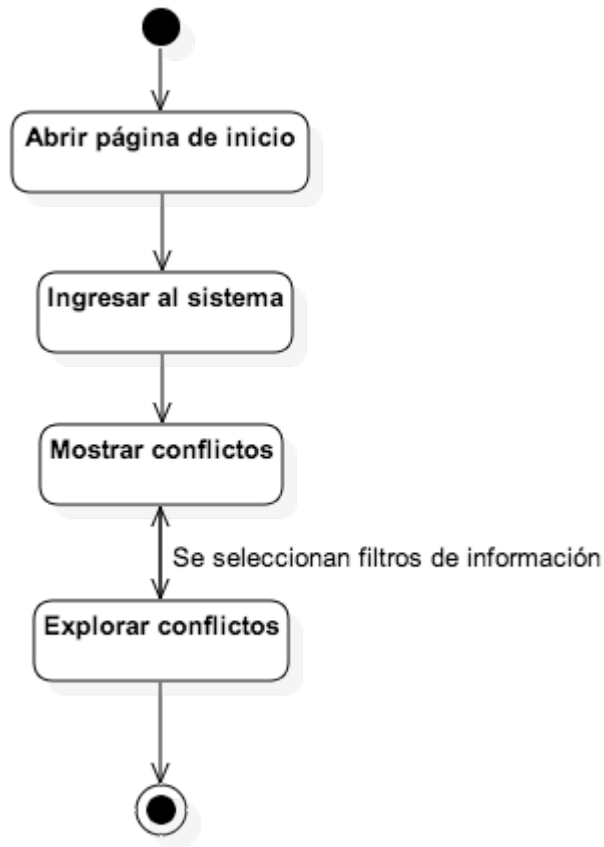 Abrir página de inicio
Ingresar al sistema
Mostrar conflictos
Se seleccionan filtros de información
Explorar conflictos